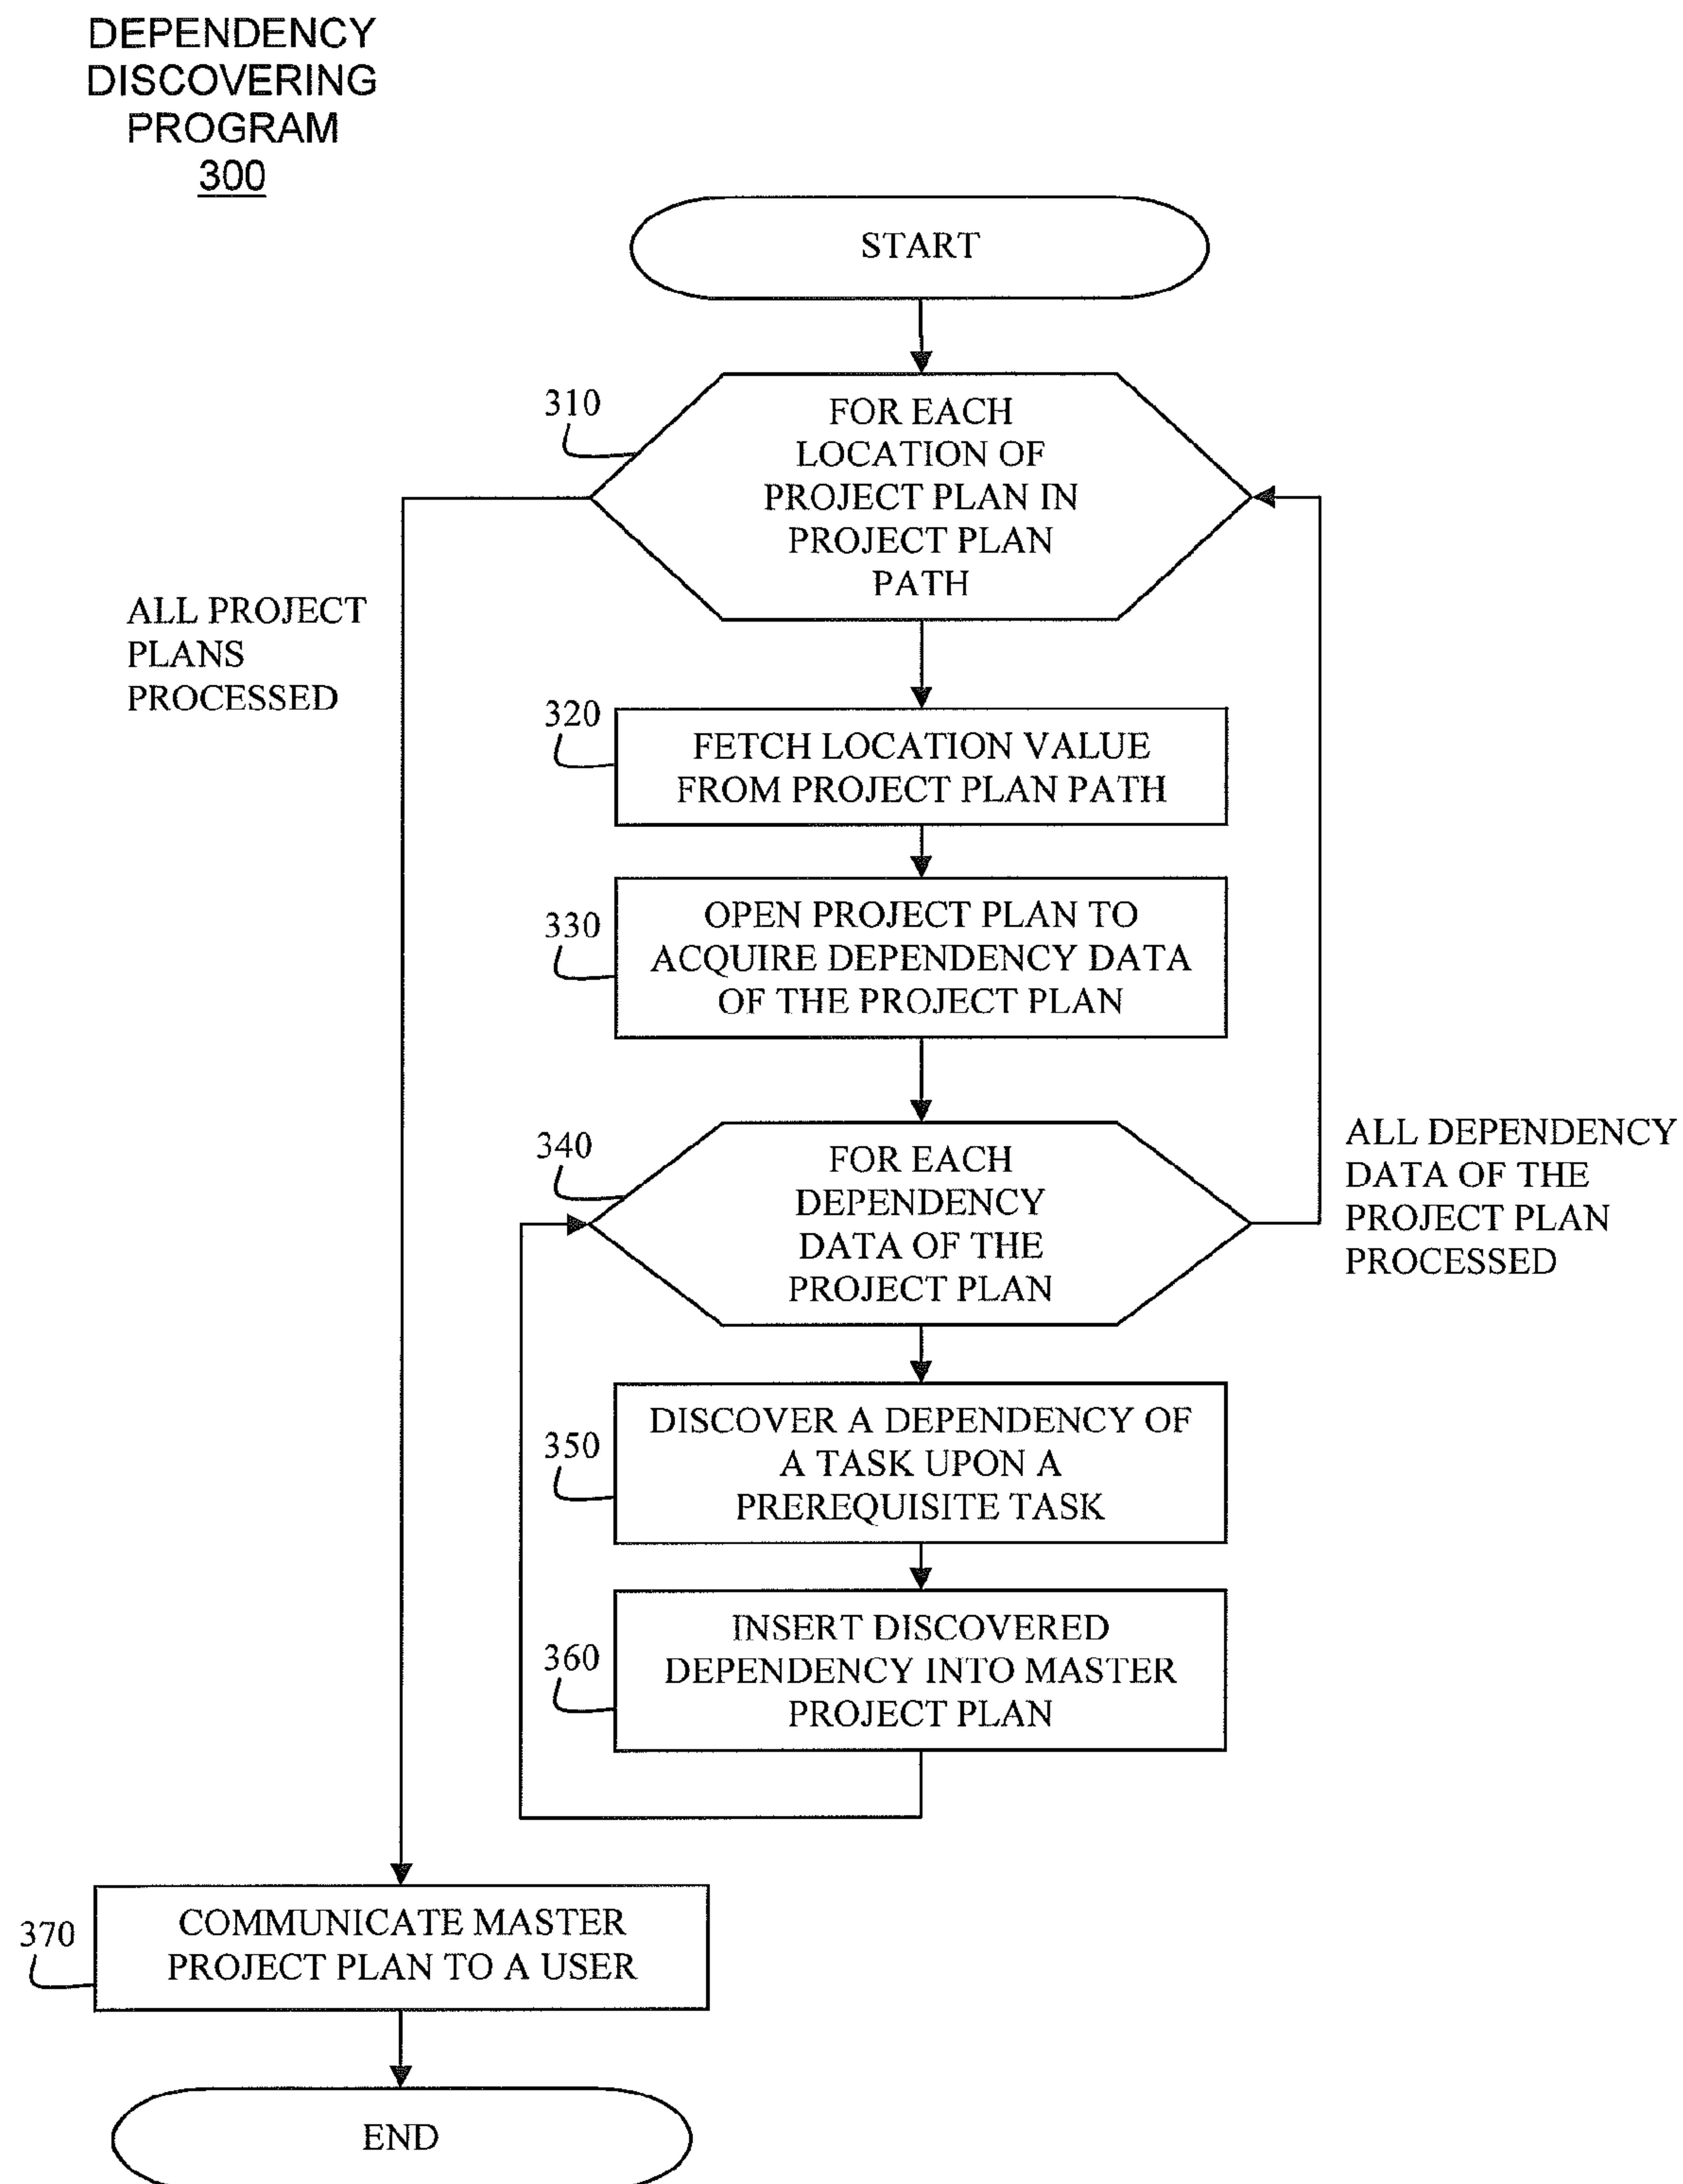 DEPENDENCY
DISCOVERING
PROGRAM
300
START
310
FOR EACH
LOCATION OF
PROJECT PLAN IN
PROJECT PLAN
PATH
ALL PROJECT
PLANS
PROCESSED
320
FETCH LOCATION VALUE
FROM PROJECT PLAN PATH
330
OPEN PROJECT PLAN TO
ACQUIRE DEPENDENCY DATA
OF THE PROJECT PLAN
340
FOR EACH
DEPENDENCY
DATA OF THE
PROJECT PLAN
ALL DEPENDENCY
DATA OF THE
PROJECT PLAN
PROCESSED
350
DISCOVER A DEPENDENCY OF
A TASK UPON A
PREREQUISITE TASK
360
INSERT DISCOVERED
DEPENDENCY INTO MASTER
PROJECT PLAN
370
COMMUNICATE MASTER
PROJECT PLAN TO A USER
END